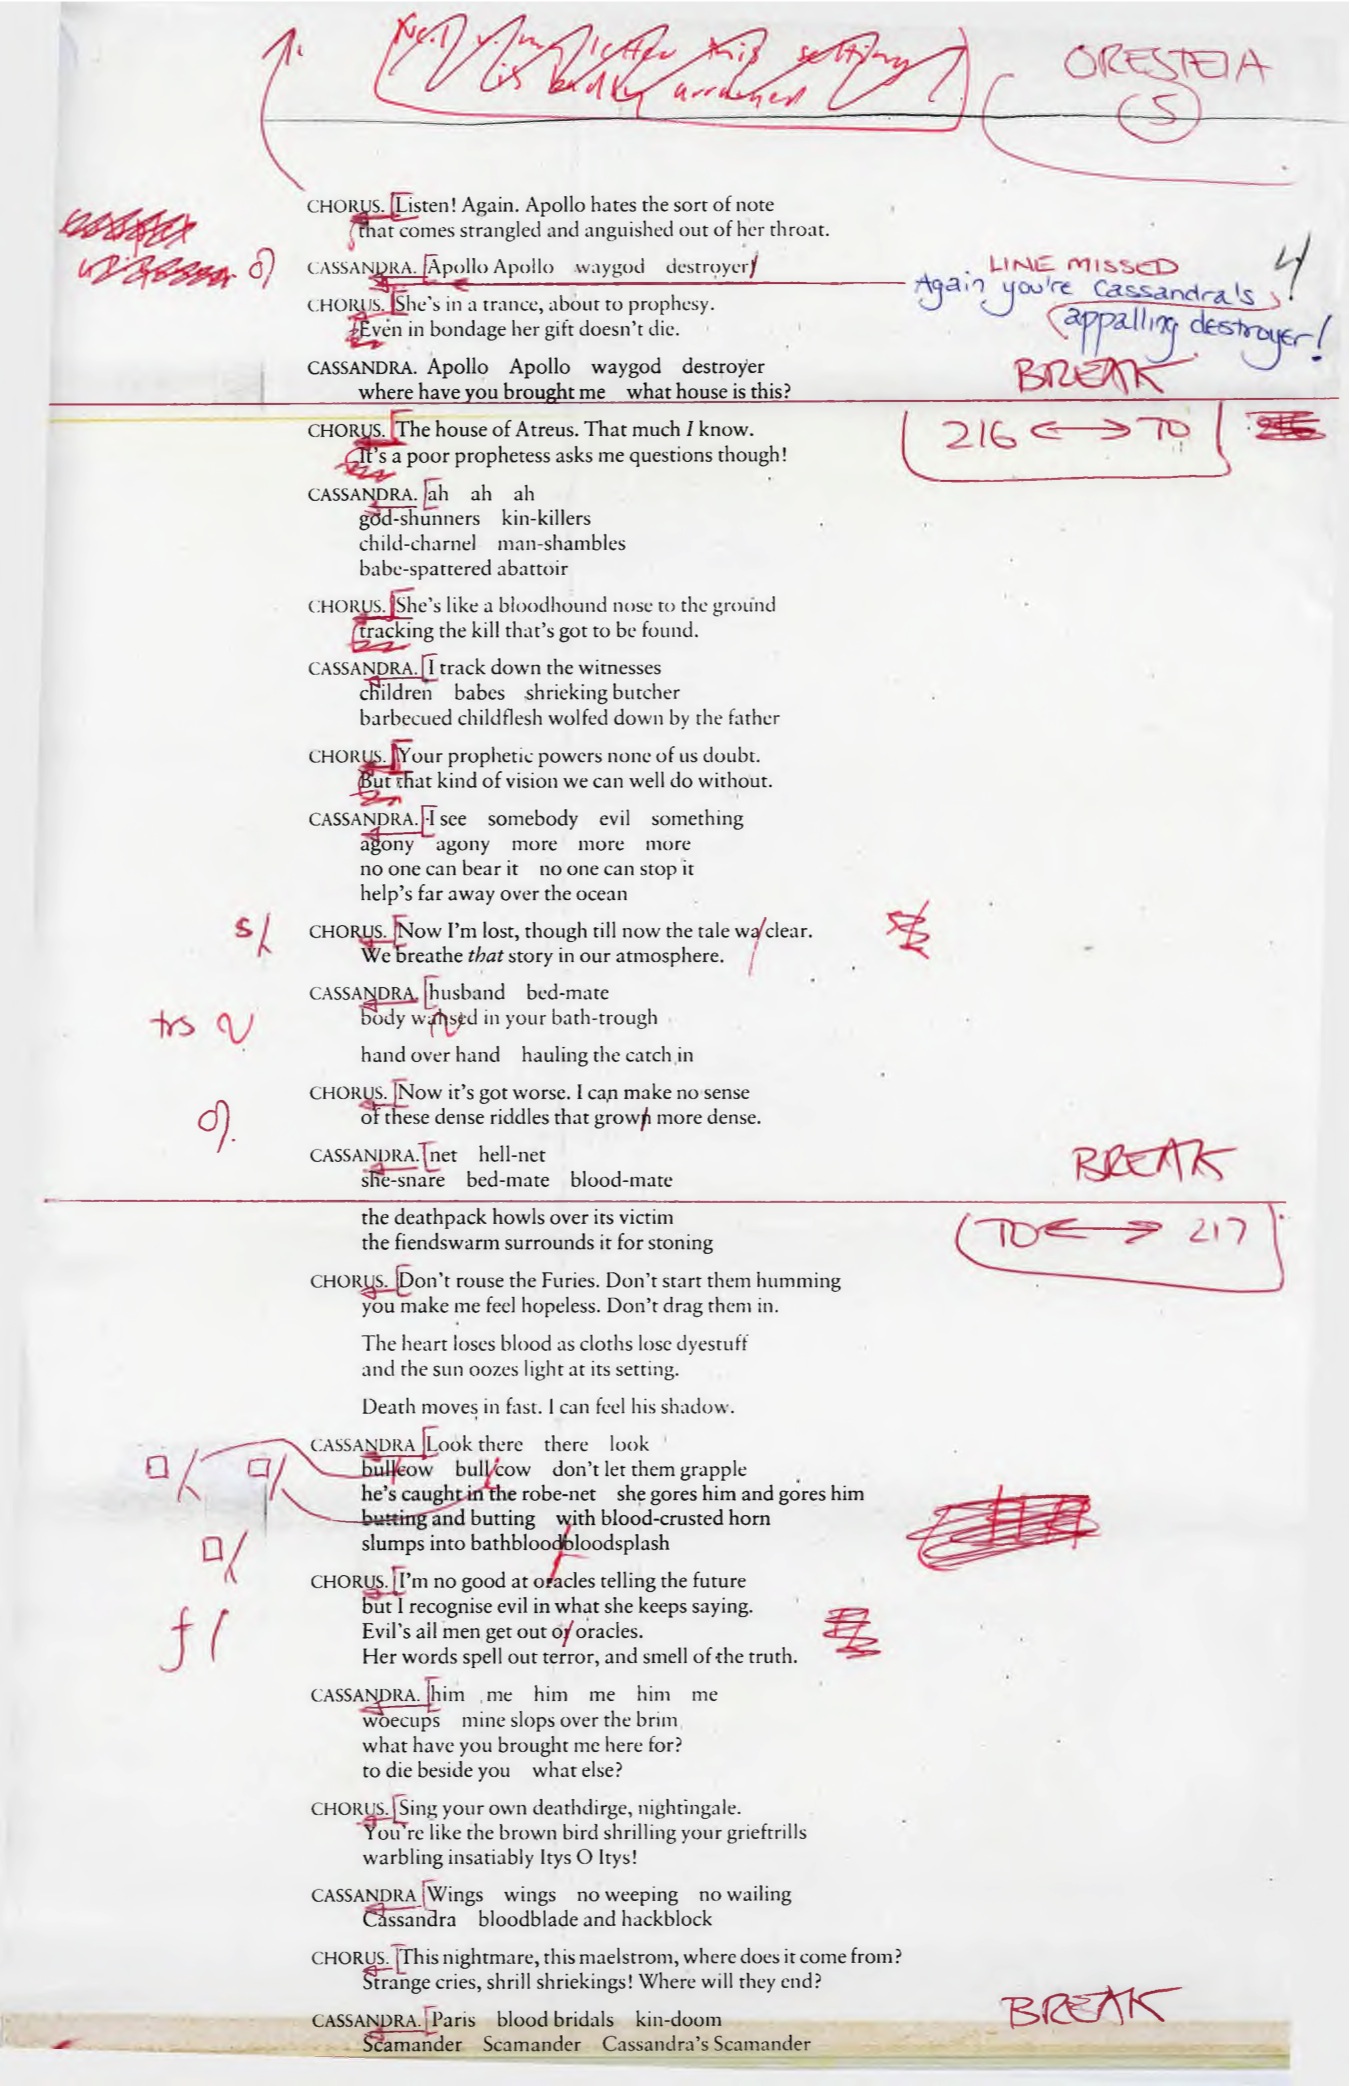 letter this setting
is badly arranged
ORESTEIA
5
CHORUS. Listen! Again. Apollo hates the sort of note
that comes strangled and anguished out of her throat.
CASSANDRA. Apollo Apollo waygod destroyer
LINE MISSED 4
Again you're Cassandra's
appalling destroyer!
CHORUS. She's in a trance, about to prophesy.
Even in bondage her gift doesn't die.
CASSANDRA. Apollo Apollo waygod destroyer
where have you brought me what house is this?
BREAK
216 ↔ TO
CHORUS. The house of Atreus. That much I know.
It's a poor prophetess asks me questions though!
CASSANDRA. ah ah ah
god-shunners kin-killers
child-charnel man-shambles
babe-spattered abattoir
CHORUS. She's like a bloodhound nose to the ground
tracking the kill that's got to be found.
CASSANDRA. I track down the witnesses
children babes shrieking butcher
barbecued childflesh wolfed down by the father
CHORUS. Your prophetic powers none of us doubt.
But that kind of vision we can well do without.
CASSANDRA. I see somebody evil something
agony agony more more more
no one can bear it no one can stop it
help's far away over the ocean
s/ CHORUS. Now I'm lost, though till now the tale wa clear.
We breathe that story in our atmosphere.
CASSANDRA. husband bed-mate
trs body wahsed in your bath-trough
hand over hand hauling the catch in
CHORUS. Now it's got worse. I can make no sense
of these dense riddles that grown more dense.
CASSANDRA. net hell-net
she-snare bed-mate blood-mate
BREAK
TO ↔ 217
the deathpack howls over its victim
the fiendswarm surrounds it for stoning
CHORUS. Don't rouse the Furies. Don't start them humming
you make me feel hopeless. Don't drag them in.
The heart loses blood as cloths lose dyestuff
and the sun oozes light at its setting.
Death moves in fast. I can feel his shadow.
CASSANDRA Look there there look
bullcow bull cow don't let them grapple
he's caught in the robe-net she gores him and gores him
butting and butting with blood-crusted horn
slumps into bathbloodbloodsplash
CHORUS. I'm no good at oracles telling the future
but I recognise evil in what she keeps saying.
f/ Evil's all men get out or oracles.
Her words spell out terror, and smell of the truth.
CASSANDRA. him me him me him me
woecups mine slops over the brim
what have you brought me here for?
to die beside you what else?
CHORUS. Sing your own deathdirge, nightingale.
You're like the brown bird shrilling your grieftrills
warbling insatiably Itys O Itys!
CASSANDRA Wings wings no weeping no wailing
Cassandra bloodblade and hackblock
CHORUS. This nightmare, this maelstrom, where does it come from?
Strange cries, shrill shriekings! Where will they end?
BREAK
CASSANDRA. Paris blood bridals kin-doom
Scamander Scamander Cassandra's Scamander